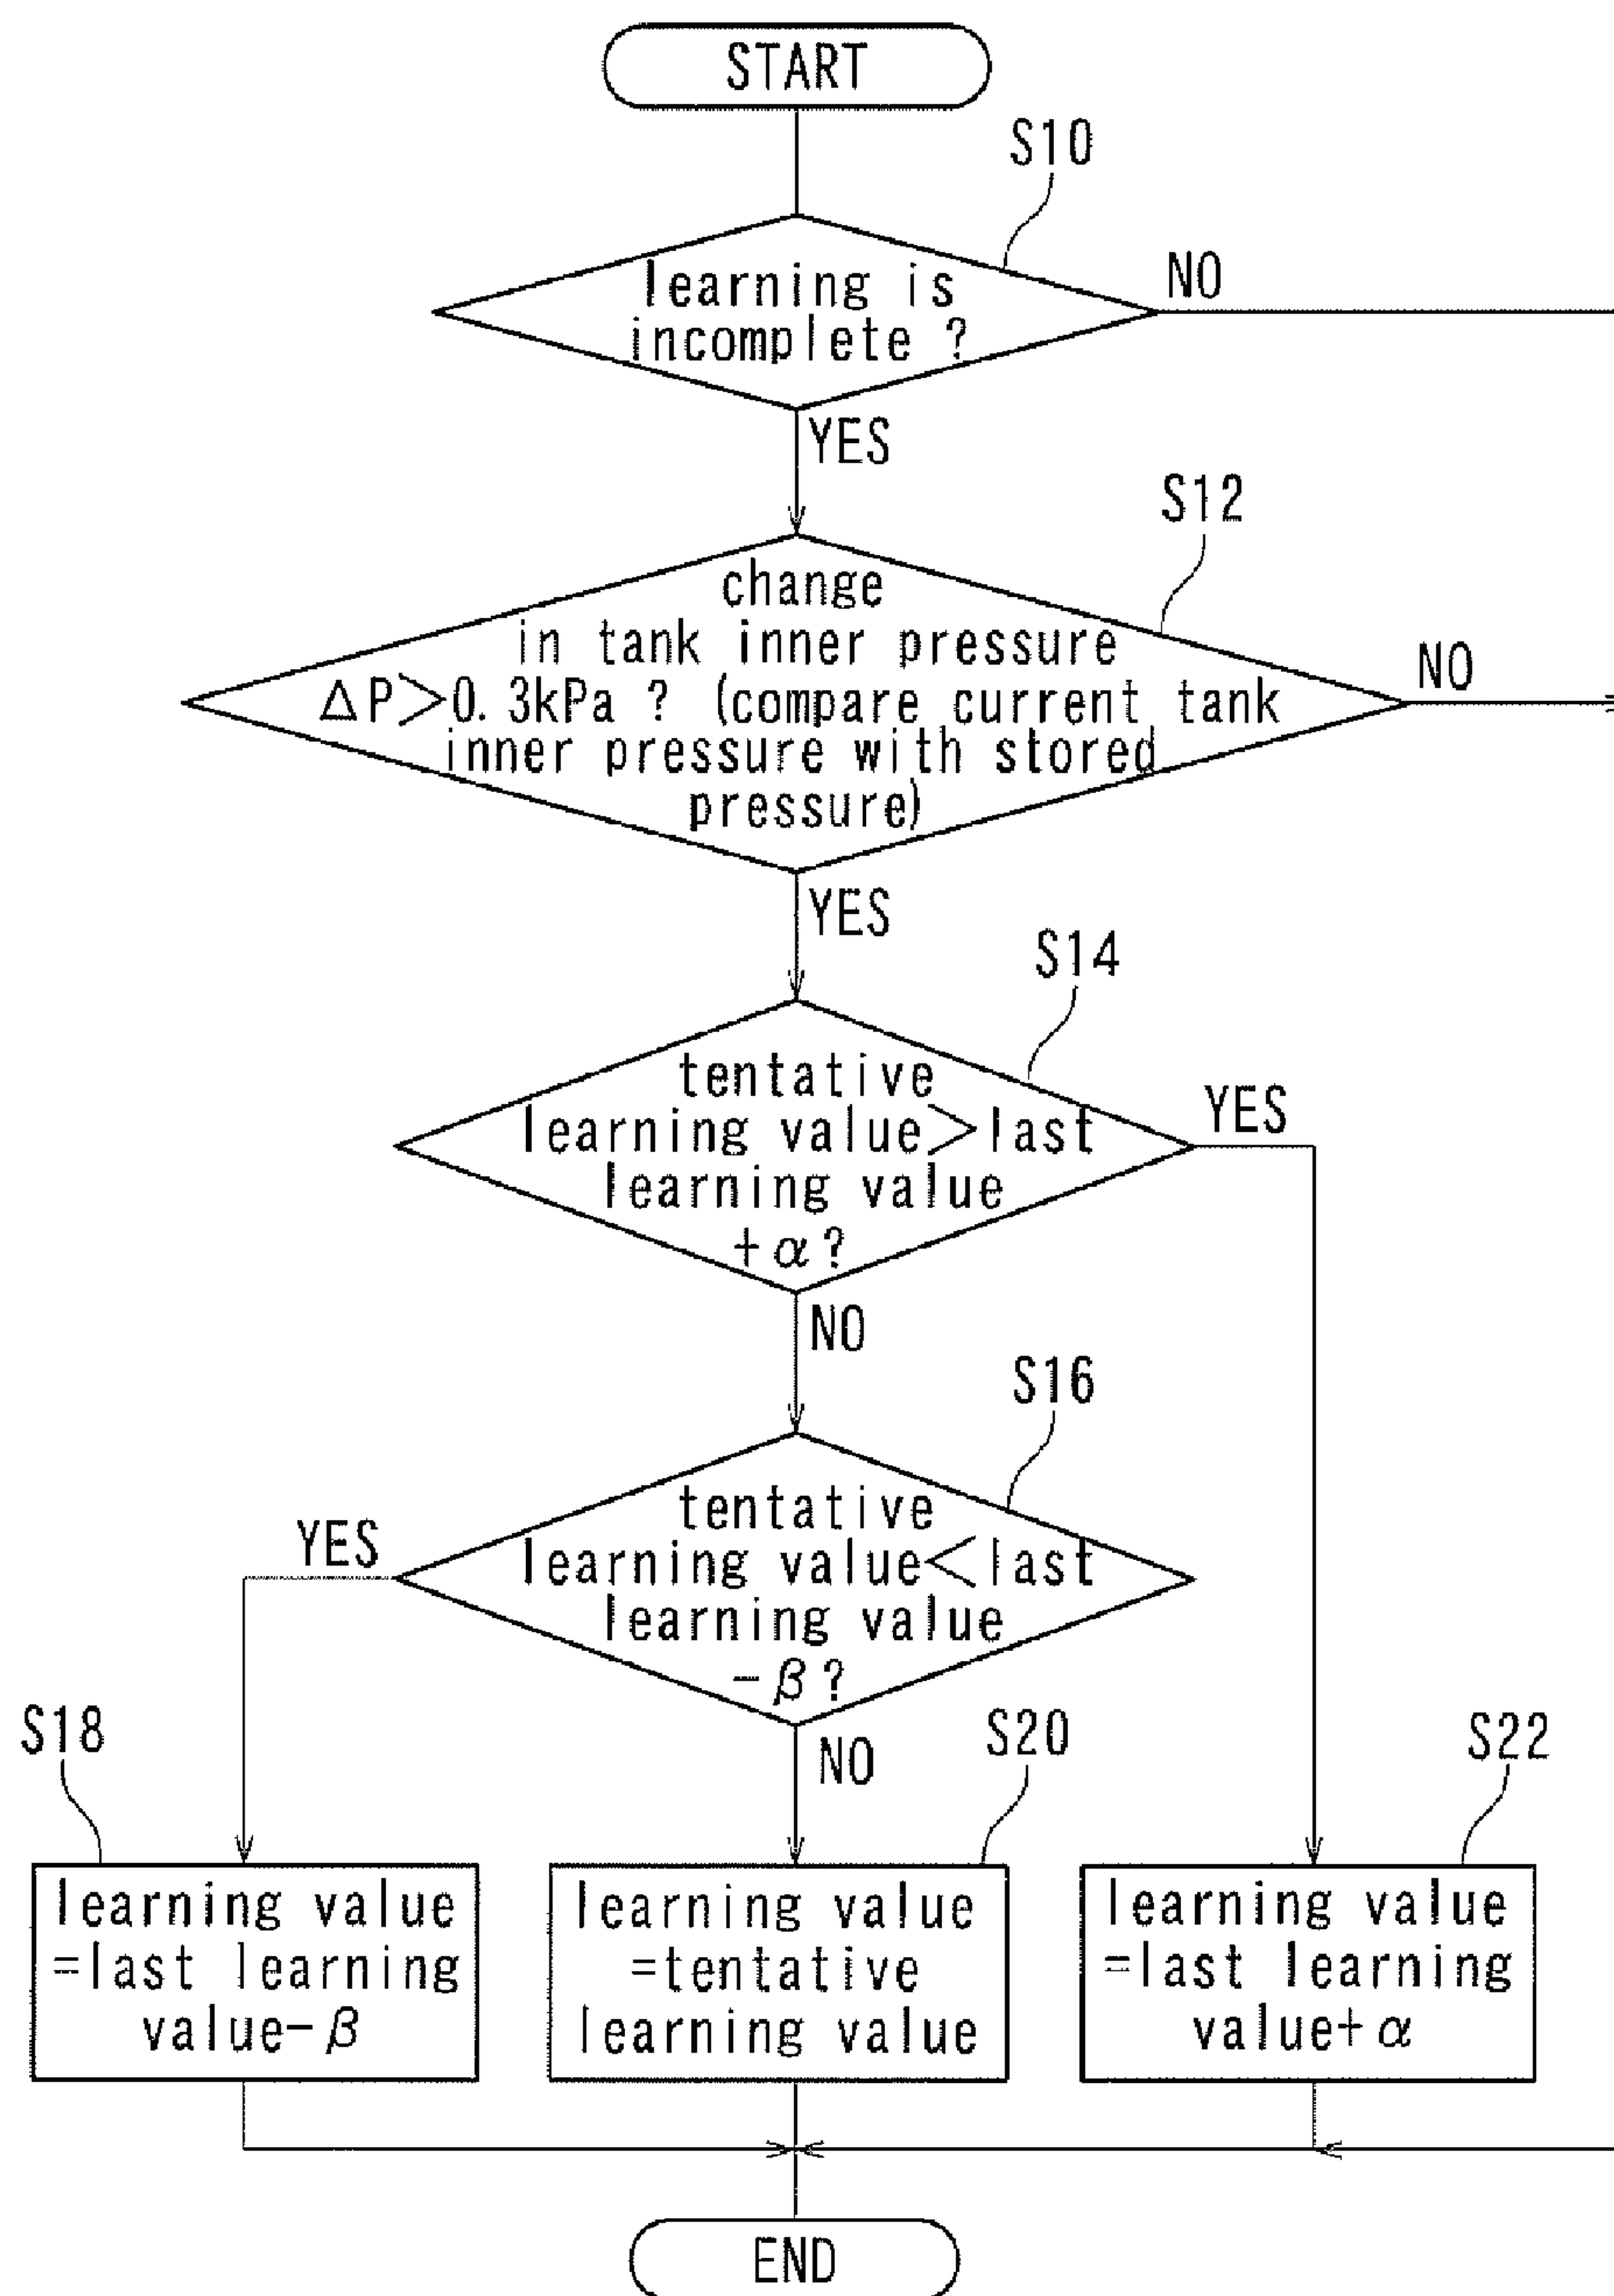 START
S10
learning is
incomplete ?
NO
YES
S12
change
in tank inner pressure
△P>0.3kPa ? (compare current tank
inner pressure with stored
pressure)
NO
YES
S14
tentative
learning value>last
learning value
+α?
YES
NO
S16
tentative
learning value<last
learning value
-β?
YES
NO
S18
S20
S22
learning value
=last learning
value-β
learning value
=tentative
learning value
learning value
=last learning
value+α
END